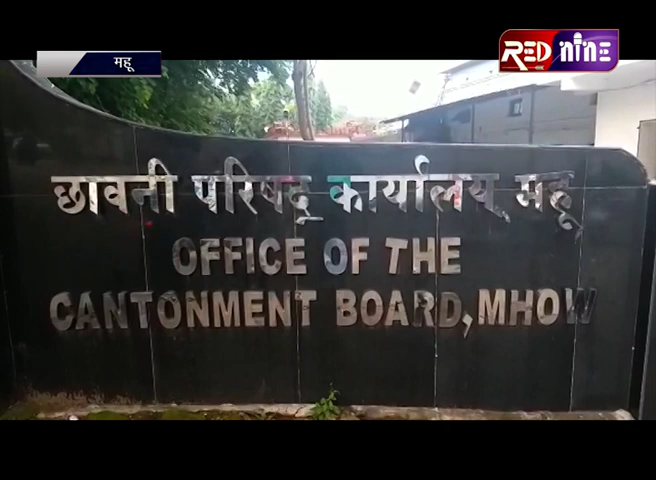 महू
RED NINE
छावनी परिषद् कार्यालय, महू
OFFICE OF THE
CANTONMENT BOARD, MHOW